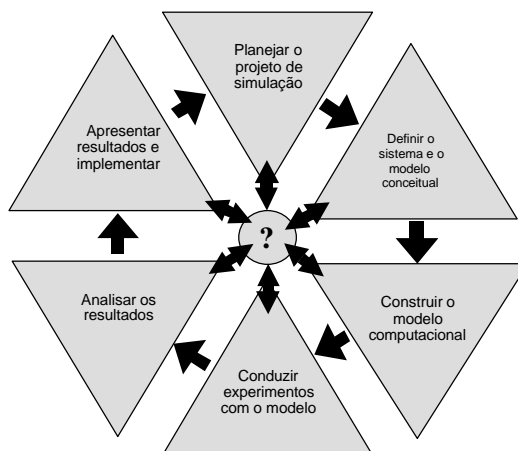 Planejar o
projeto de
simulação
Definir o
sistema e o
modelo
conceitual
Construir o
modelo
computacional
Conduzir
experimentos
com o modelo
Analisar os
resultados
Apresentar
resultados e
implementar
?